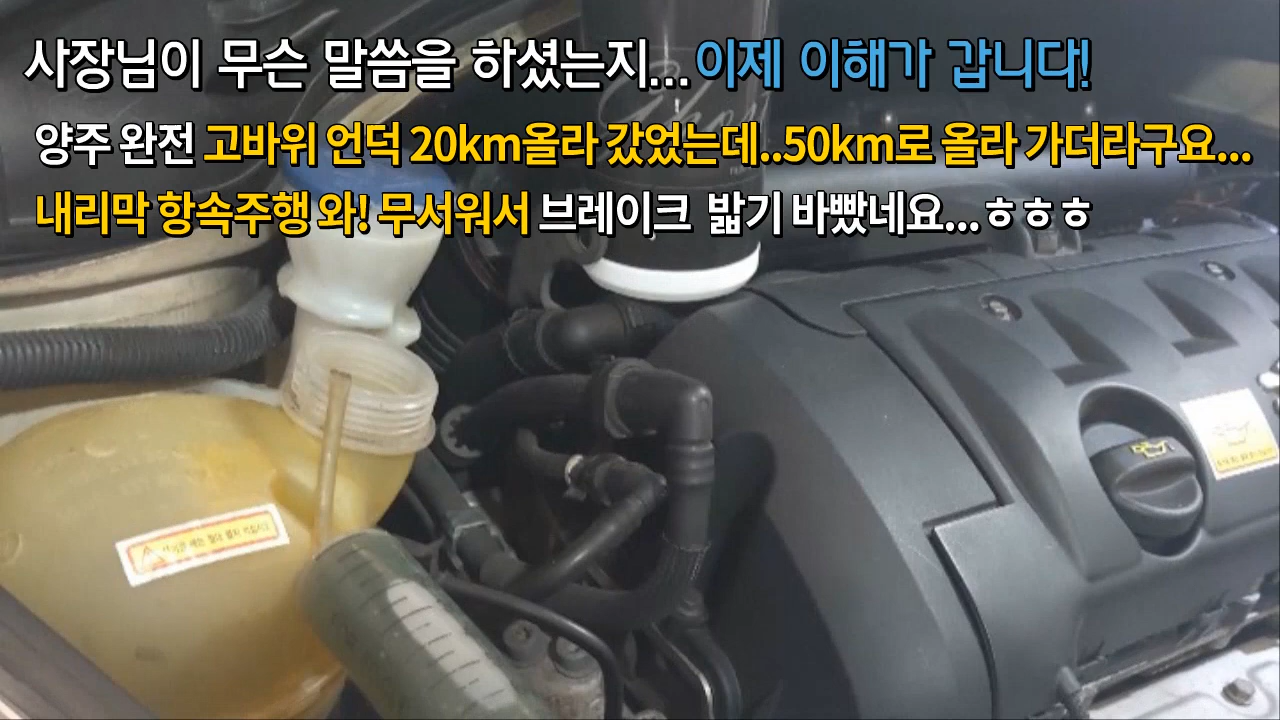 사장님이 무슨 말씀을 하셨는지...이제 이해가 갑니다!
양주 완전 고바위 언덕 20km올라 갔었는데..50km로 올라 가더라구요...
내리막 항속주행 와! 무서워서 브레이크 밟기 바빴네요...ㅎㅎㅎ